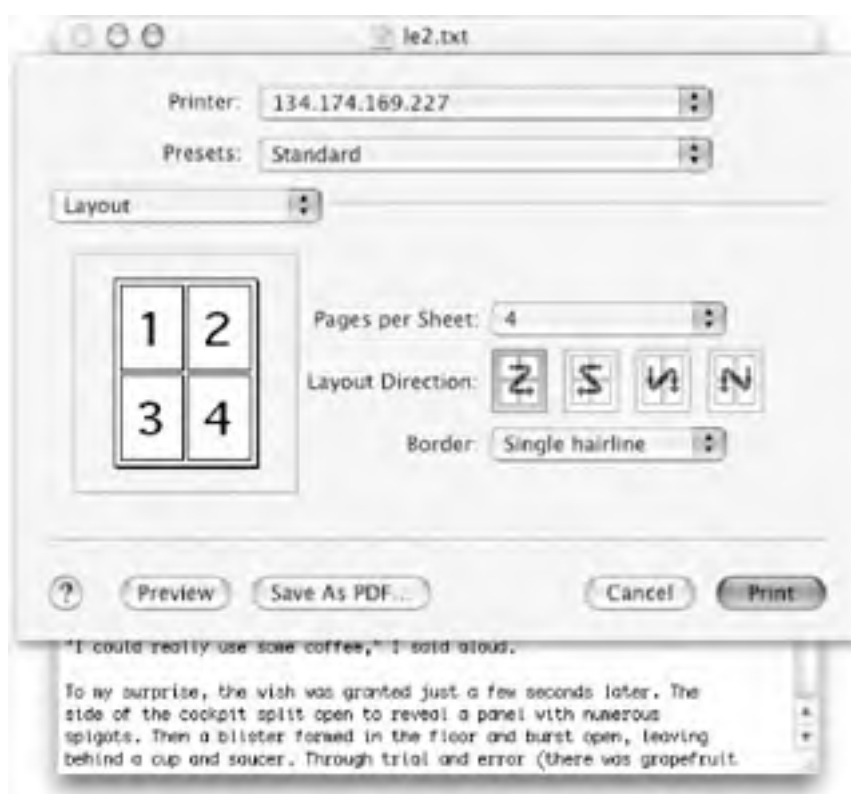 le2.txt
Printer: 134.174.169.227
Presets: Standard
Layout
1 2
3 4
Pages per Sheet: 4
Layout Direction:
Border: Single hairline
? Preview Save As PDF... Cancel Print
"I could really use some coffee," I said aloud.
To my surprise, the wish was granted just a few seconds later. The
side of the cockpit split open to reveal a panel with numerous
spigots. Then a blister formed in the floor and burst open, leaving
behind a cup and saucer. Through trial and error (there was grapefruit